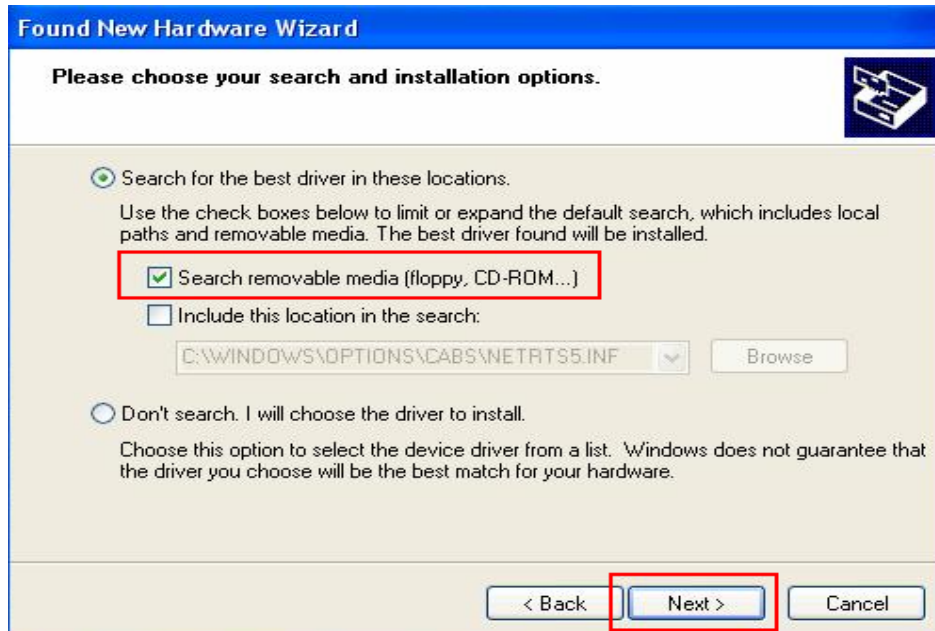 Found New Hardware Wizard
Please choose your search and installation options.
Search for the best driver in these locations.
Use the check boxes below to limit or expand the default search, which includes local
paths and removable media. The best driver found will be installed.
Search removable media (floppy, CD-ROM...)
Include this location in the search:
C:\WINDOWS\OPTIONS\CABS\NETRTS5.INF
Browse
Don't search. I will choose the driver to install.
Choose this option to select the device driver from a list. Windows does not guarantee that
the driver you choose will be the best match for your hardware.
< Back Next > Cancel